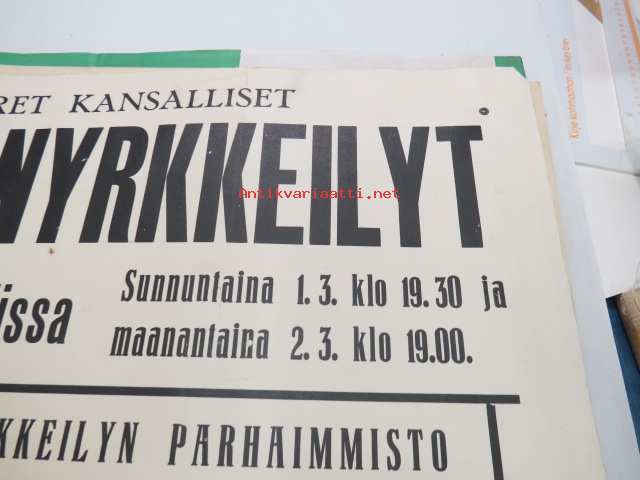 RET KANSALLISET
NYRKKEILYT
Antikvariaatti.net
issa
Sunnuntaina 1.3. klo 19.30 ja
maanantaina 2.3. klo 19.00.
KKEILYN PARHAIMMISTO